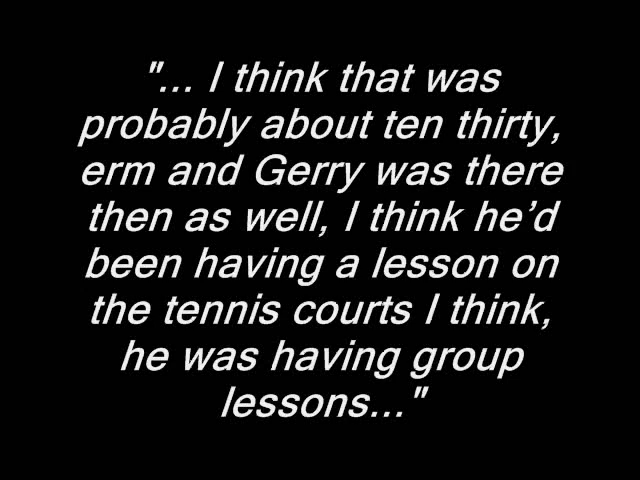 "... I think that was
probably about ten thirty,
erm and Gerry was there
then as well, I think he’d
been having a lesson on
the tennis courts I think,
he was having group
lessons..."